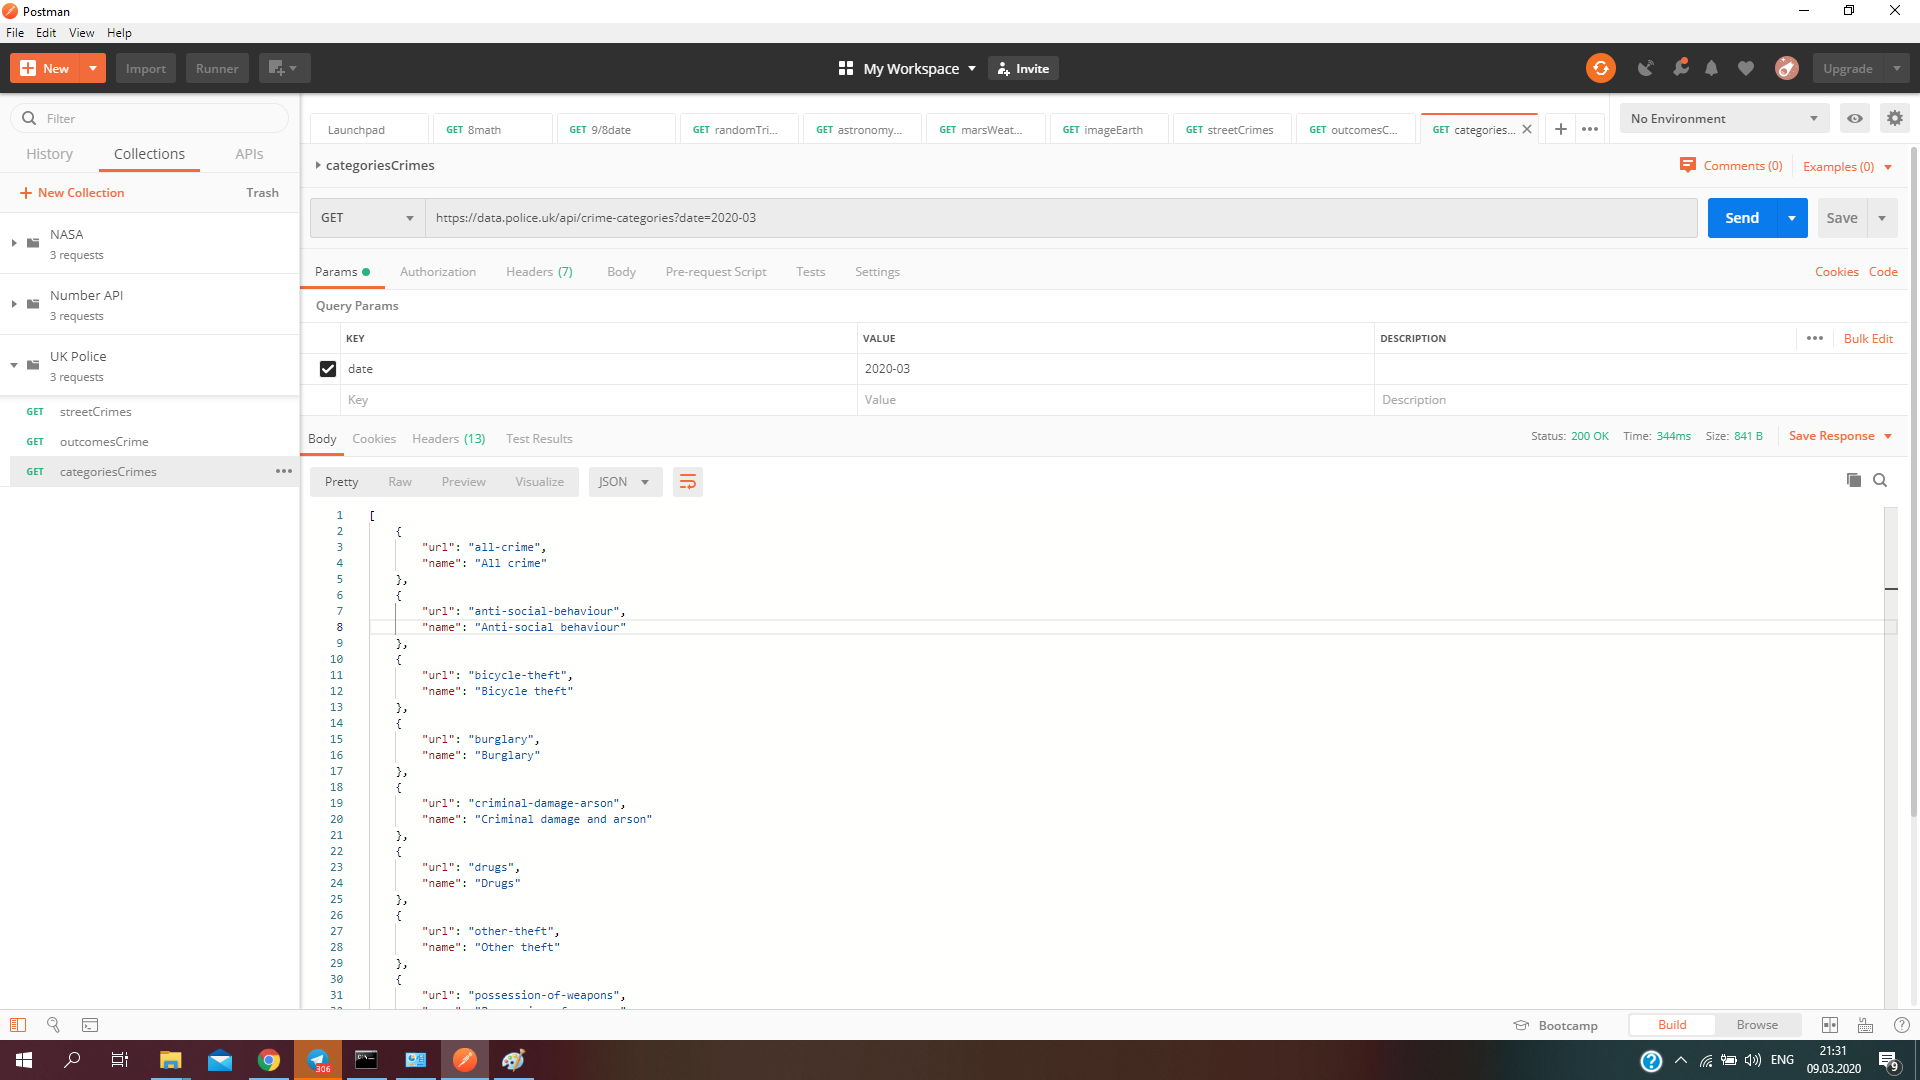 Postman
File Edit View Help
New Import Runner My Workspace Invite Upgrade
Filter
History Collections APIs
New Collection Trash
NASA
3 requests
Number API
3 requests
UK Police
3 requests
GET streetCrimes
GET outcomesCrime
GET categoriesCrimes
Launchpad GET 8math GET 9/8date GET randomTri... GET astronomy... GET marsWeat... GET imageEarth GET streetCrimes GET outcomesC... GET categories... No Environment
categoriesCrimes Comments (0) Examples (0)
GET https://data.police.uk/api/crime-categories?date=2020-03 Send Save
Params Authorization Headers (7) Body Pre-request Script Tests Settings Cookies Code
Query Params
KEY VALUE DESCRIPTION Bulk Edit
date 2020-03
Key Value Description
Body Cookies Headers (13) Test Results Status: 200 OK Time: 344ms Size: 841 B Save Response
Pretty Raw Preview Visualize JSON
1 [
2 {
3 "url": "all-crime",
4 "name": "All crime"
5 },
6 {
7 "url": "anti-social-behaviour",
8 "name": "Anti-social behaviour"
9 },
10 {
11 "url": "bicycle-theft",
12 "name": "Bicycle theft"
13 },
14 {
15 "url": "burglary",
16 "name": "Burglary"
17 },
18 {
19 "url": "criminal-damage-arson",
20 "name": "Criminal damage and arson"
21 },
22 {
23 "url": "drugs",
24 "name": "Drugs"
25 },
26 {
27 "url": "other-theft",
28 "name": "Other theft"
29 },
30 {
31 "url": "possession-of-weapons",
Bootcamp Build Browse
306 ENG 21:31
09.03.2020 9